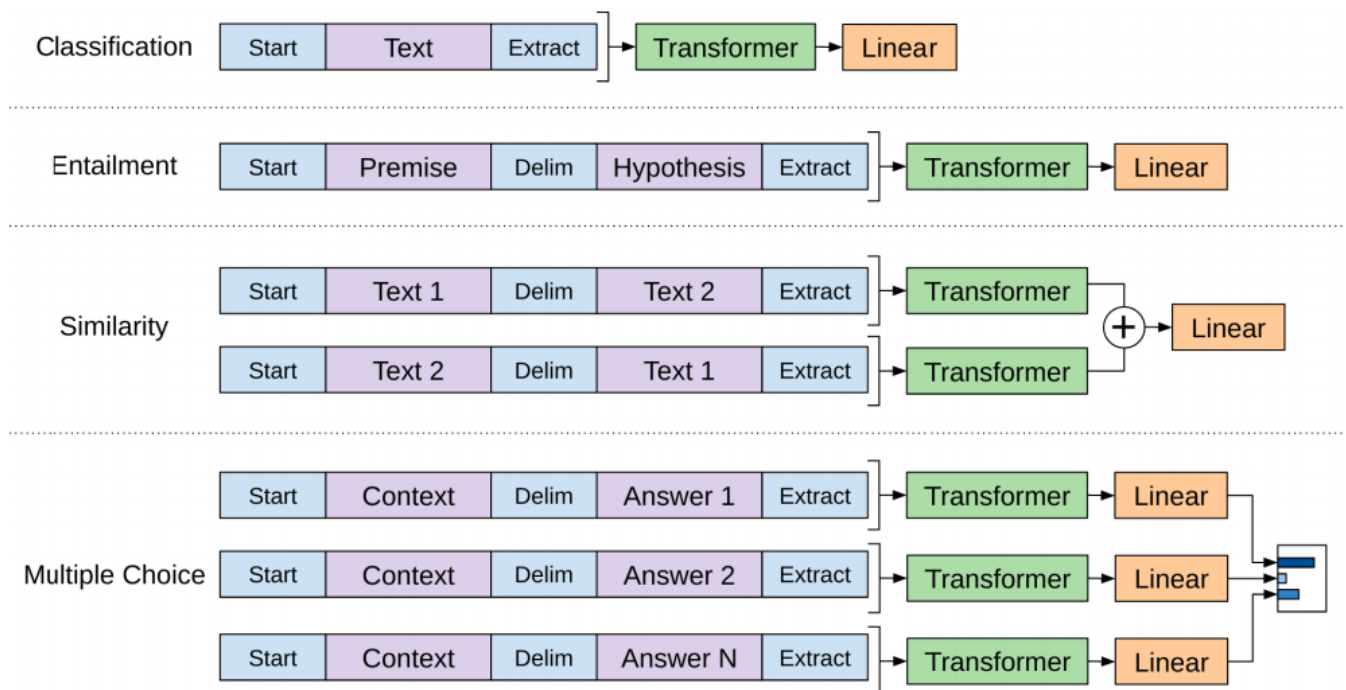 Classification Start Text Extract Transformer Linear
Entailment Start Premise Delim Hypothesis Extract Transformer Linear
Similarity
Start Text 1 Delim Text 2 Extract Transformer
+ Linear
Start Text 2 Delim Text 1 Extract Transformer
Multiple Choice
Start Context Delim Answer 1 Extract Transformer Linear
Start Context Delim Answer 2 Extract Transformer Linear
Start Context Delim Answer N Extract Transformer Linear